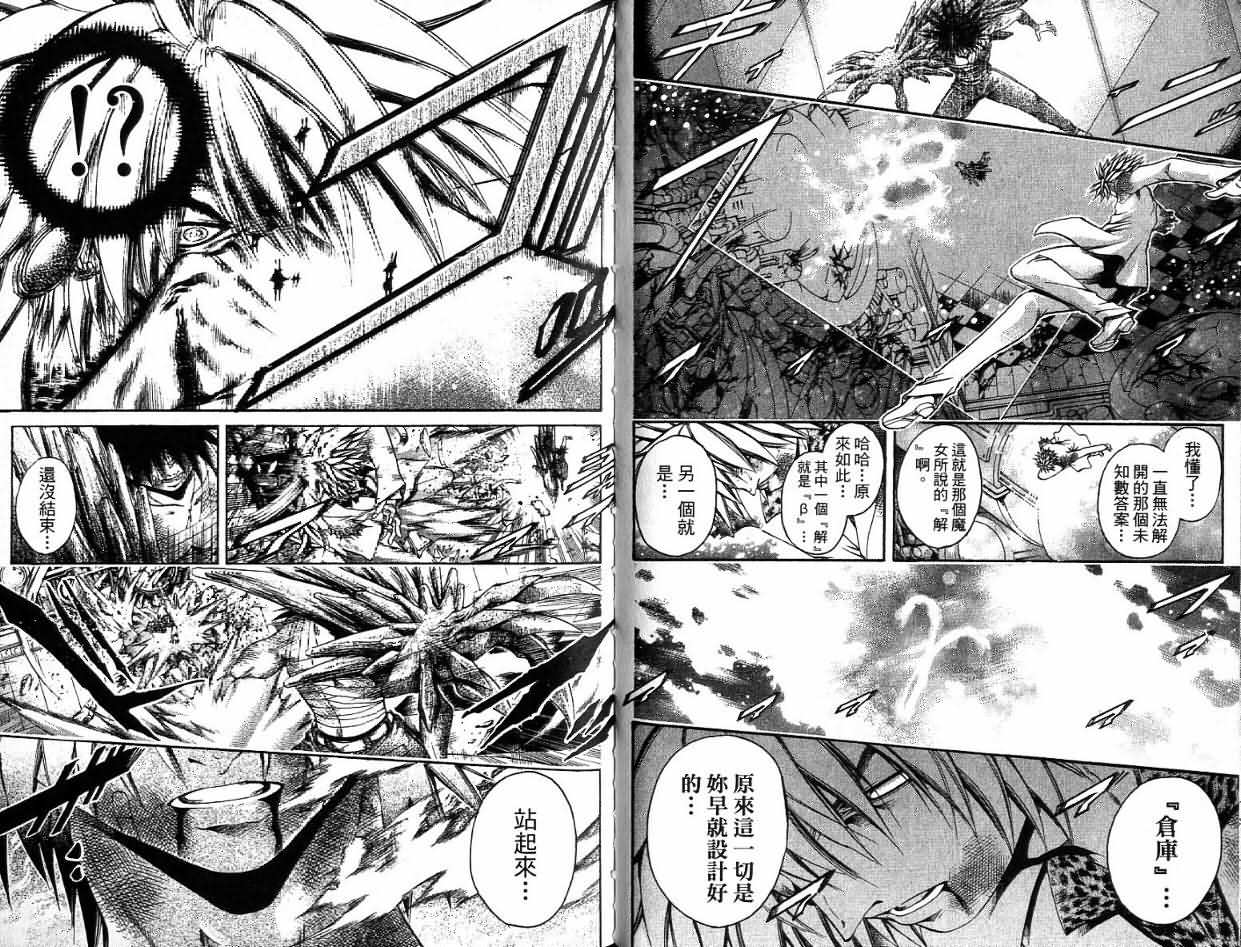 我懂了…
一直無法解
開的那個未
知數答案…
這就是那個魔
女所說的『解
』啊。
哈哈…原
來如此…
其中一個『解』
就是『β』…
另一個就
是…
『倉庫』…
原來這一切是
妳早就設計好
的…
!?
還沒結束…
站起來…